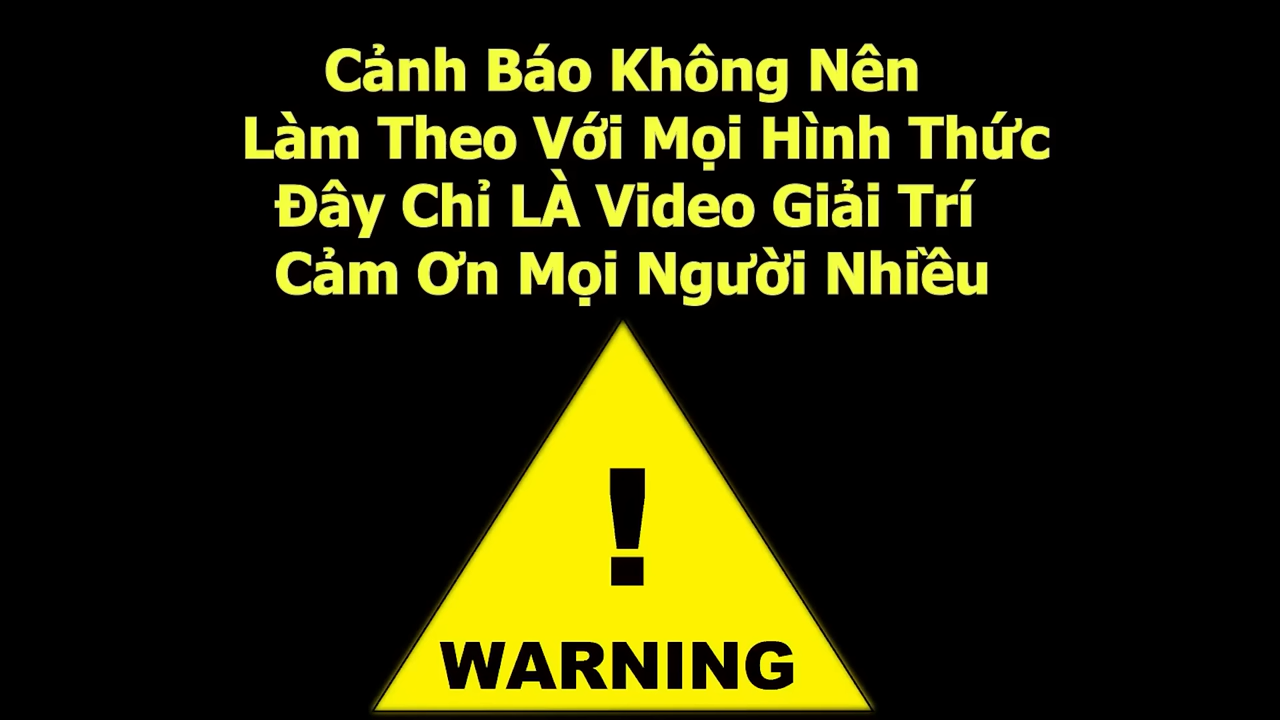 Cảnh Báo Không Nên
Làm Theo Với Mọi Hình Thức
Đây Chỉ LÀ Video Giải Trí
Cảm Ơn Mọi Người Nhiều
!
WARNING